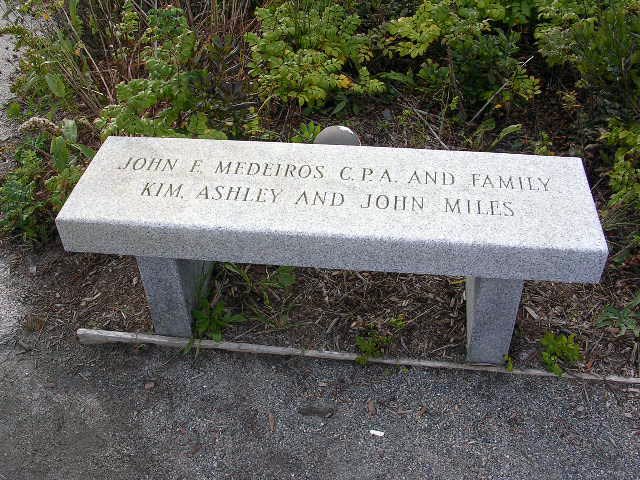 JOHN E. MEDEIROS C.P.A. AND FAMILY
KIM, ASHLEY AND JOHN MILES